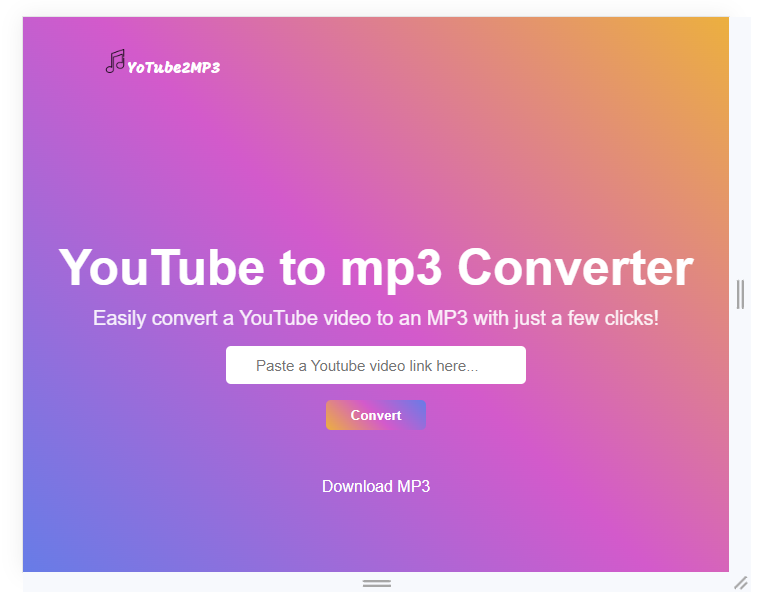 YoTube2MP3
YouTube to mp3 Converter
Easily convert a YouTube video to an MP3 with just a few clicks!
Paste a Youtube video link here...
Convert
Download MP3